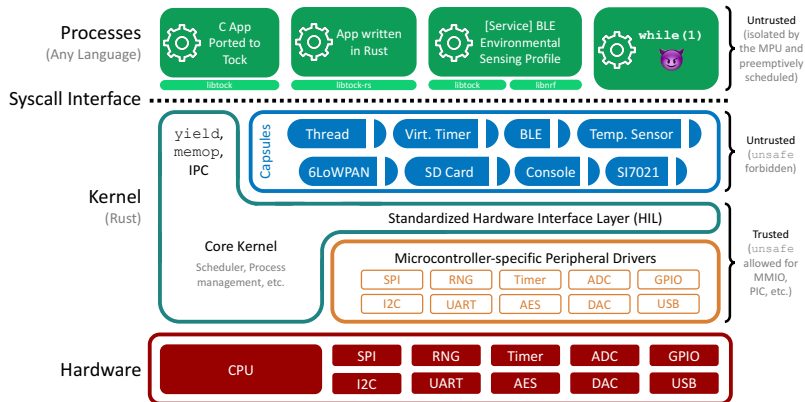 Processes
(Any Language)
C App
Ported to
Tock
libtock
App written
in Rust
libtock-rs
[Service] BLE
Environmental
Sensing Profile
libtock
libnrf
while(1)
Untrusted
(isolated by
the MPU and
preemptively
scheduled)
Syscall Interface
Kernel
(Rust)
yield,
memop,
IPC
Capsules
Thread
Virt. Timer
BLE
Temp. Sensor
6LoWPAN
SD Card
Console
SI7021
Untrusted
(unsafe
forbidden)
Standardized Hardware Interface Layer (HIL)
Core Kernel
Scheduler, Process
management, etc.
Microcontroller-specific Peripheral Drivers
SPI
RNG
Timer
ADC
GPIO
I2C
UART
AES
DAC
USB
Trusted
(unsafe
allowed for
MMIO,
PIC, etc.)
Hardware
CPU
SPI
RNG
Timer
ADC
GPIO
I2C
UART
AES
DAC
USB